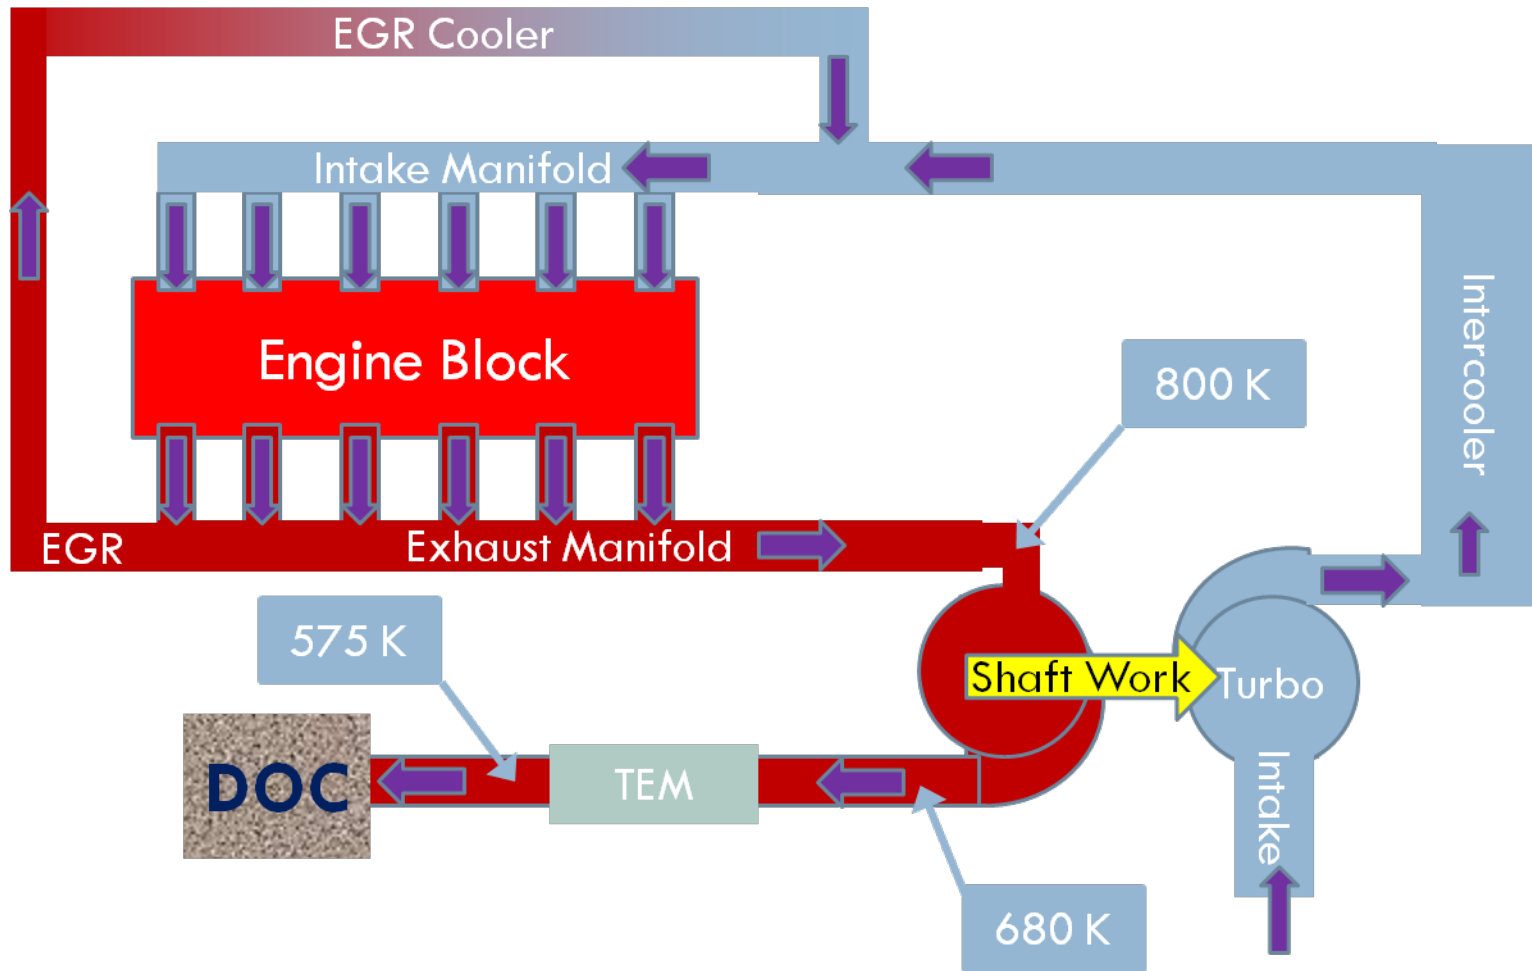 EGR Cooler
Intake Manifold
Engine Block
Intercooler
800 K
EGR
Exhaust Manifold
575 K
Shaft Work
Turbo
DOC
TEM
Intake
680 K